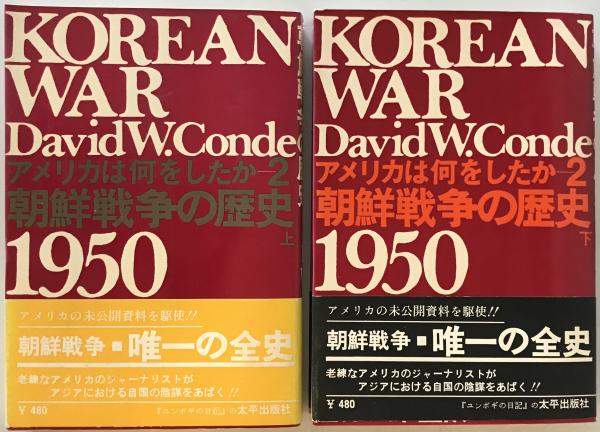 KOREAN
WAR
David W. Conde
アメリカは何をしたか—2
朝鮮戦争の歴史
上
1950
アメリカの未公開資料を駆使!!
朝鮮戦争・唯一の全史
老練なアメリカのジャーナリストが
アジアにおける自国の陰謀をあばく!!
¥ 480
『ユンボギの日記』の太平出版社
KOREAN
WAR
David W. Conde
アメリカは何をしたか—2
朝鮮戦争の歴史
下
1950
アメリカの未公開資料を駆使!!
朝鮮戦争・唯一の全史
老練なアメリカのジャーナリストが
アジアにおける自国の陰謀をあばく!!
¥ 480
『ユンボギの日記』の太平出版社